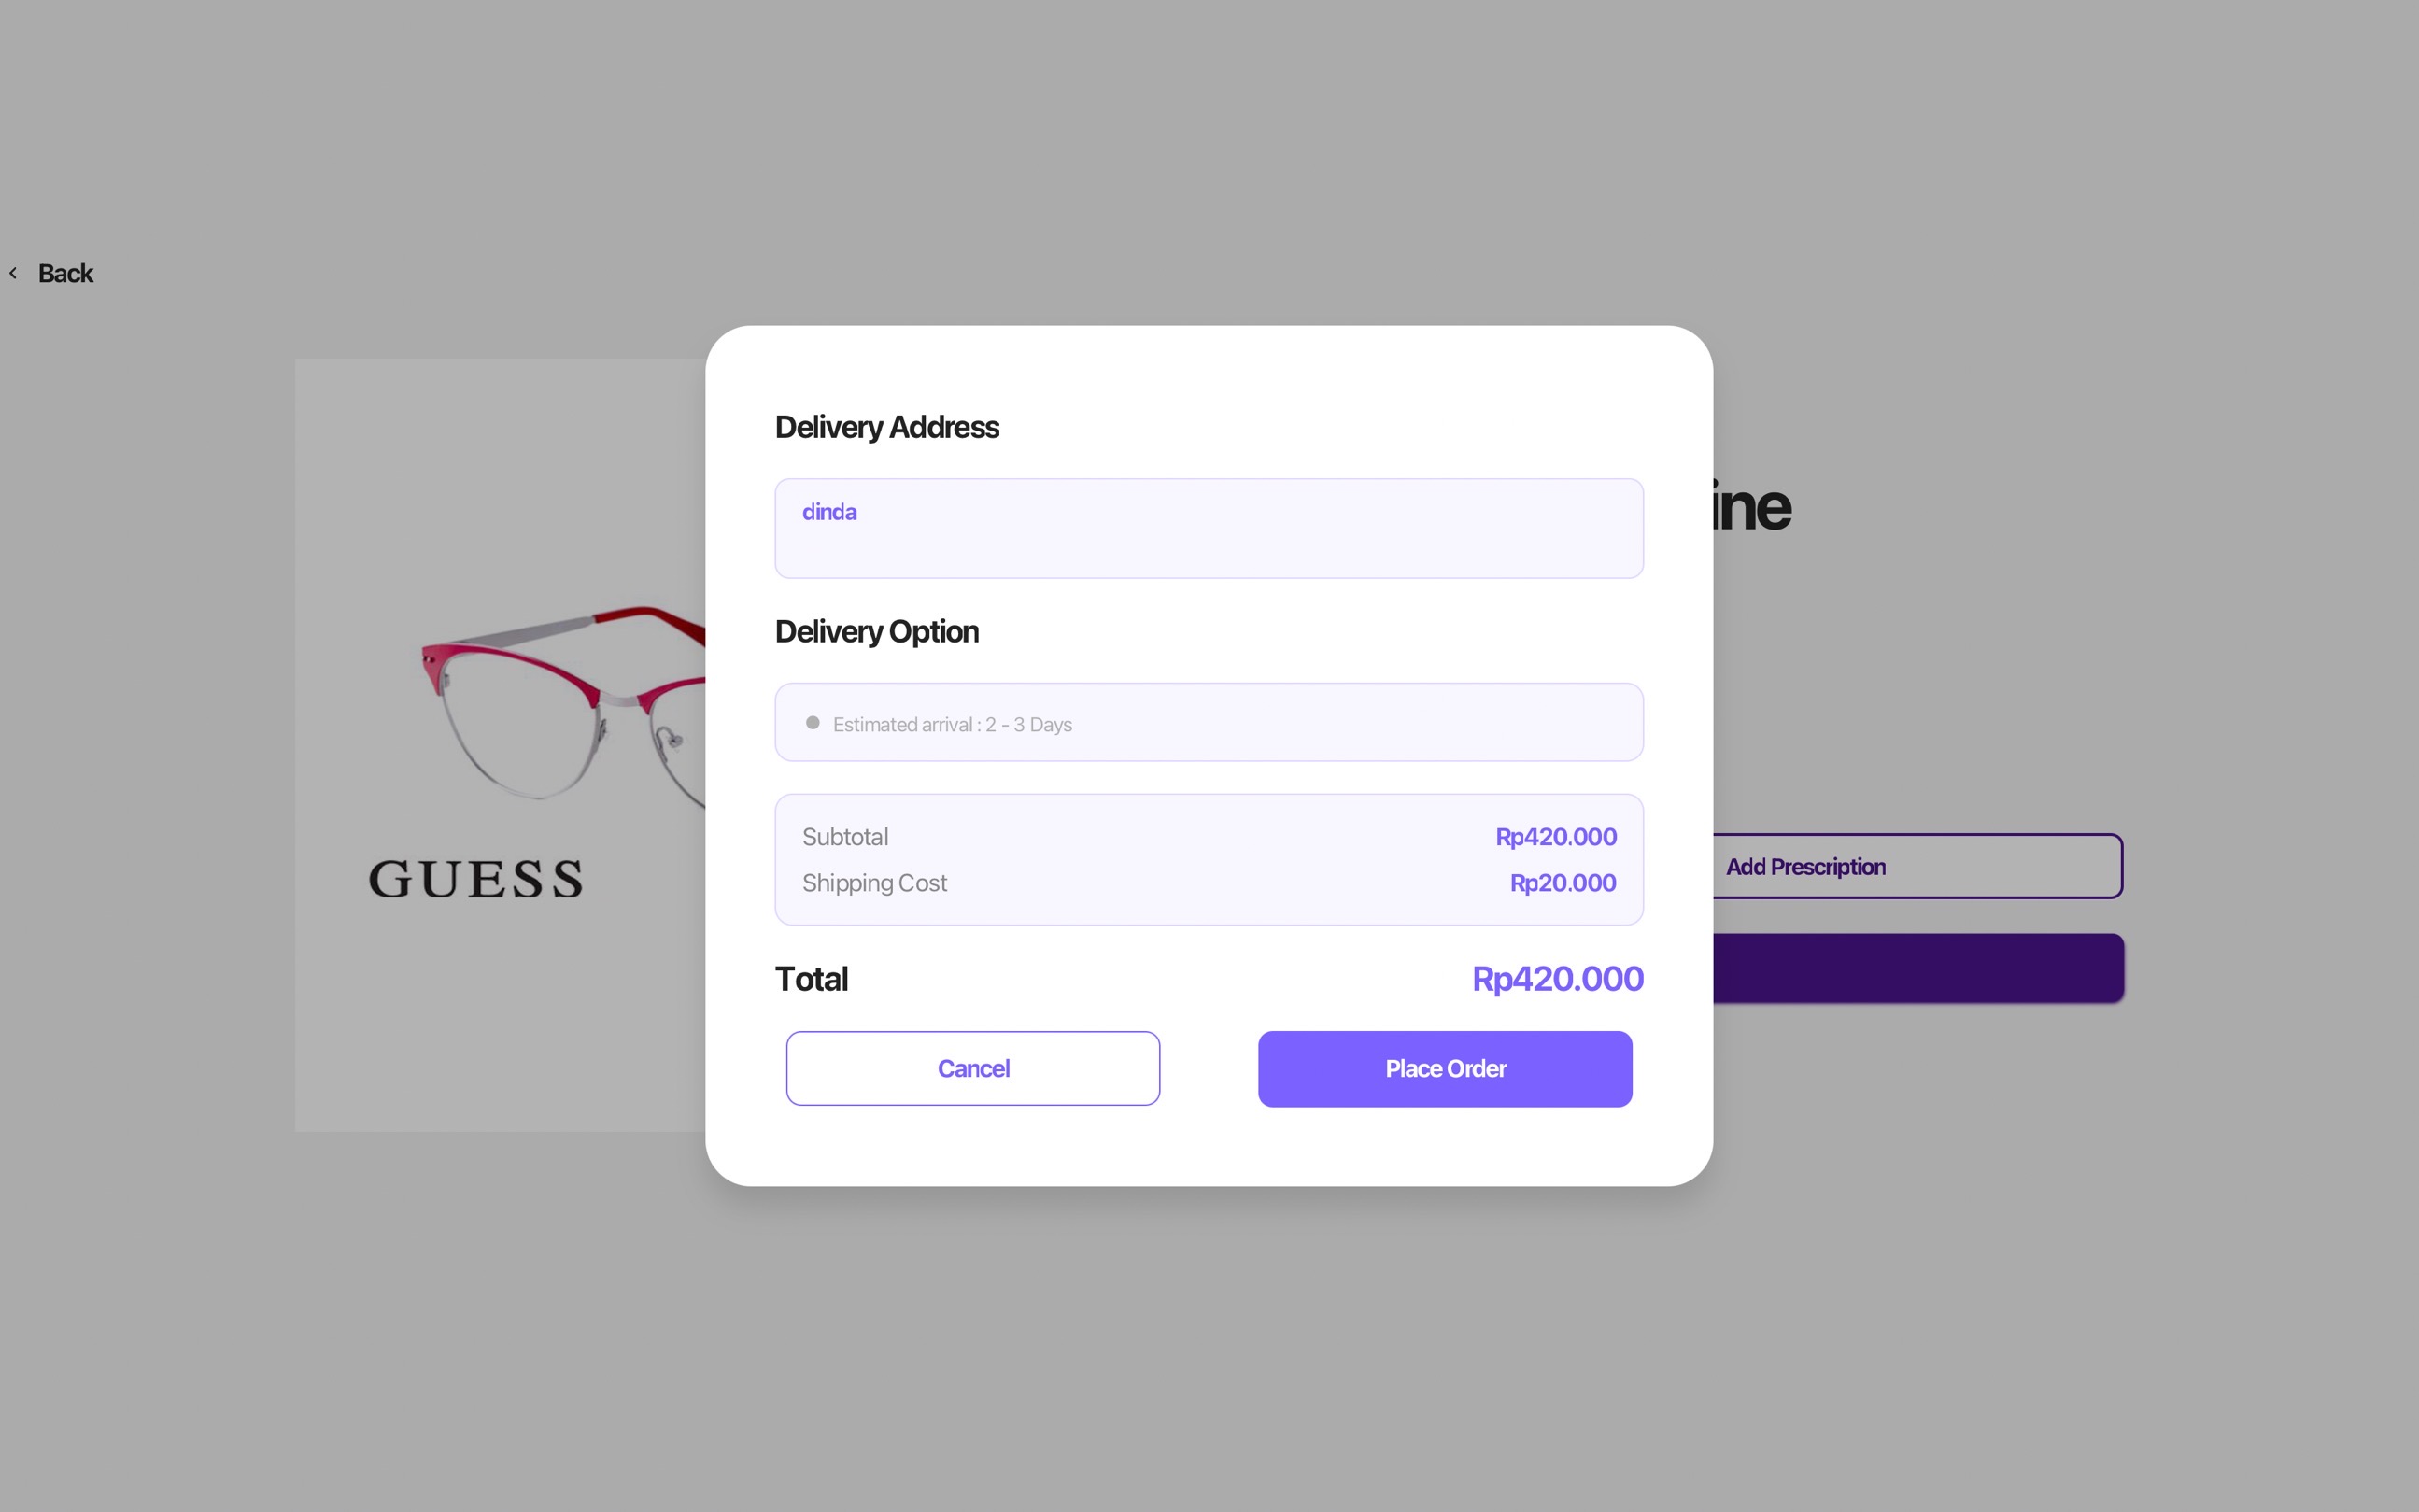 Back
Delivery Address
dinda
Delivery Option
Estimated arrival : 2 - 3 Days
Subtotal Rp420.000
Shipping Cost Rp20.000
Total Rp420.000
Cancel Place Order
GUESS
ine
Add Prescription